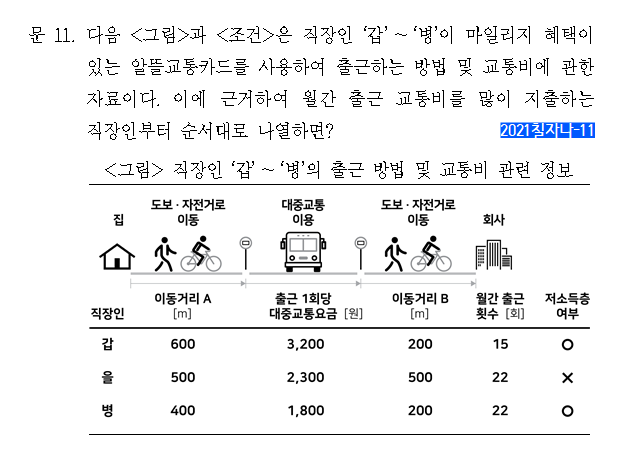 문 11. 다음 <그림>과 <조건>은 직장인 ‘갑’ ~ ‘병’이 마일리지 혜택이
있는 알뜰교통카드를 사용하여 출근하는 방법 및 교통비에 관한
자료이다. 이에 근거하여 월간 출근 교통비를 많이 지출하는
직장인부터 순서대로 나열하면?
2021침자나-11
<그림> 직장인 ‘갑’ ~ ‘병’의 출근 방법 및 교통비 관련 정보
집 도보·자전거로 이동 대중교통 이용 도보·자전거로 이동 회사
직장인 이동거리 A [m] 출근 1회당 대중교통요금 [원] 이동거리 B [m] 월간 출근 횟수 [회] 저소득층 여부
갑 600 3,200 200 15 O
을 500 2,300 500 22 ×
병 400 1,800 200 22 O